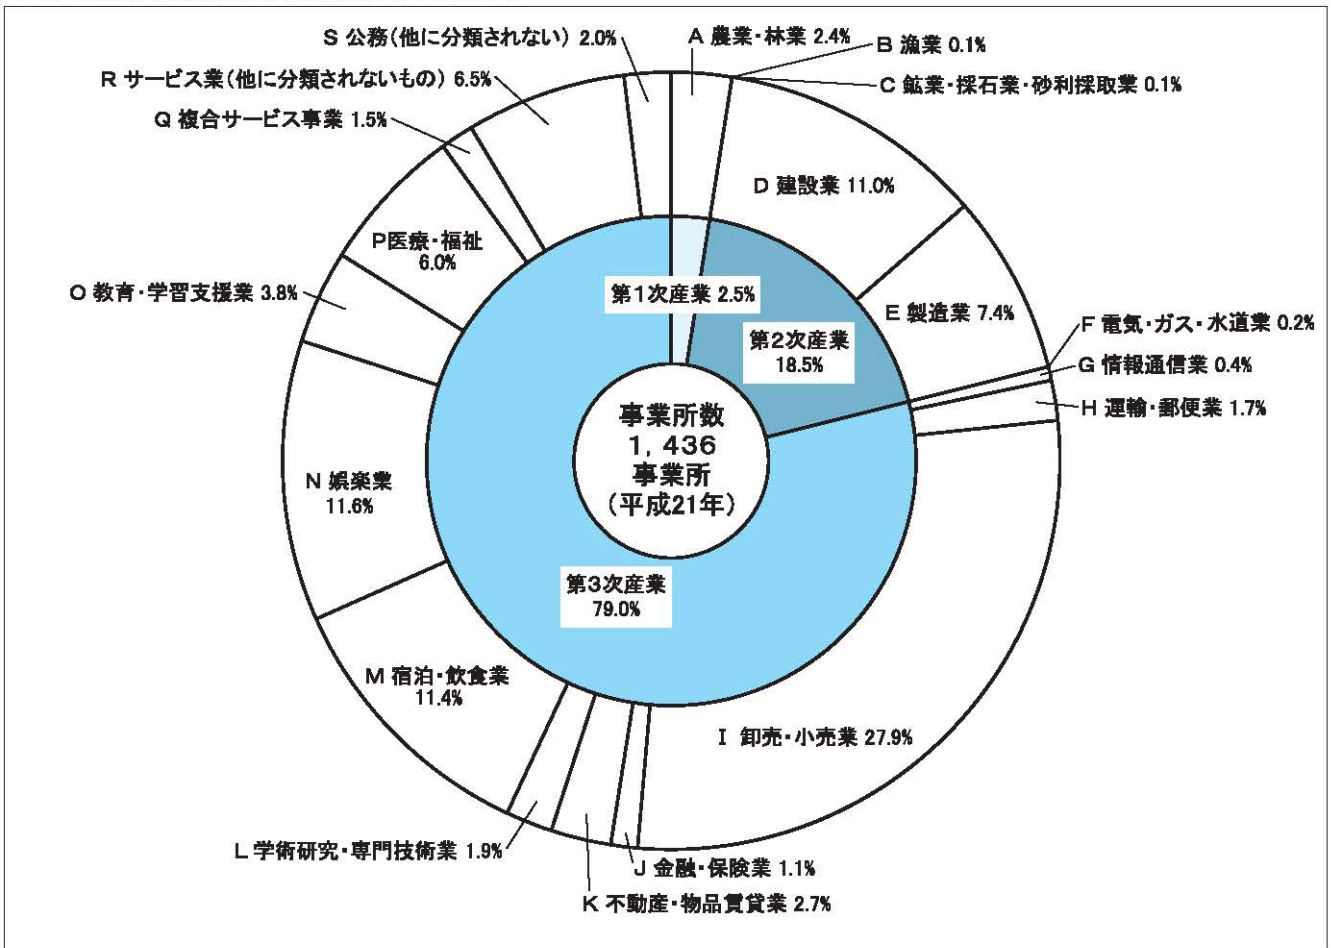 S 公務(他に分類されない) 2.0%
A 農業・林業 2.4%
B 漁業 0.1%
R サービス業(他に分類されないもの) 6.5%
C 鉱業・採石業・砂利採取業 0.1%
Q 複合サービス事業 1.5%
D 建設業 11.0%
P医療・福祉
6.0%
O 教育・学習支援業 3.8%
第1次産業 2.5%
E 製造業 7.4%
F 電気・ガス・水道業 0.2%
第2次産業
18.5%
G 情報通信業 0.4%
H 運輸・郵便業 1.7%
事業所数
1,436
事業所
(平成21年)
N 娯楽業
11.6%
第3次産業
79.0%
M 宿泊・飲食業
11.4%
I 卸売・小売業 27.9%
L 学術研究・専門技術業 1.9%
J 金融・保険業 1.1%
K 不動産・物品賃貸業 2.7%